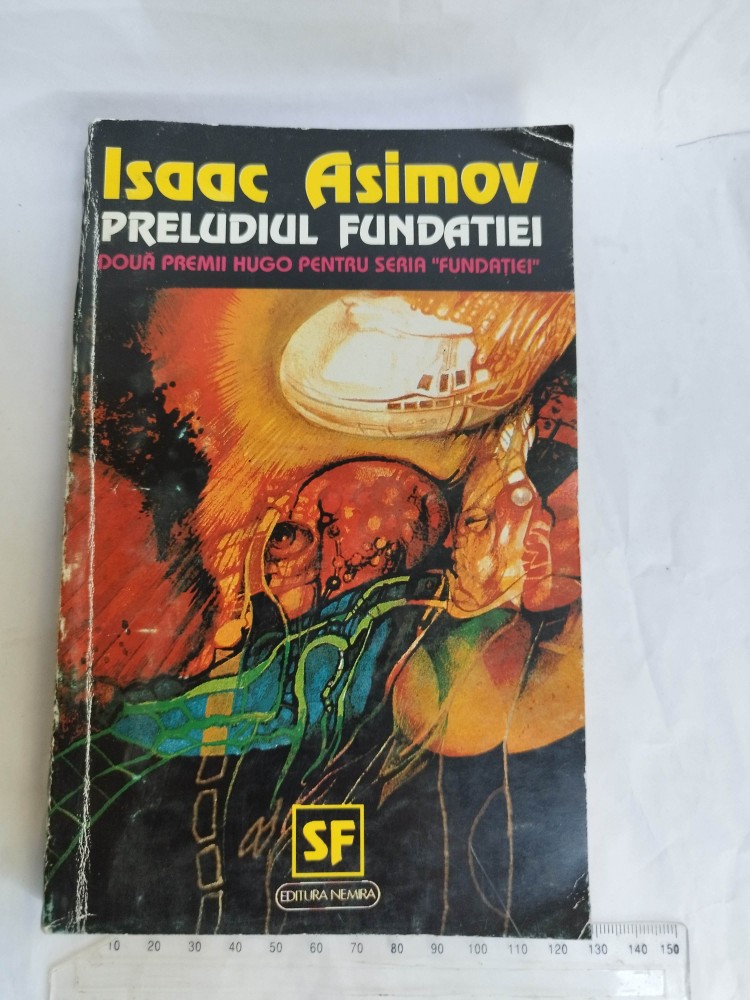 Isaac Asimov
PRELUDIUL FUNDATIEI
DOUĂ PREMII HUGO PENTRU SERIA "FUNDAȚIEI"
SF
EDITURA NEMIRA
10 20 30 40 50 60 70 80 90 100 110 120 130 140 150